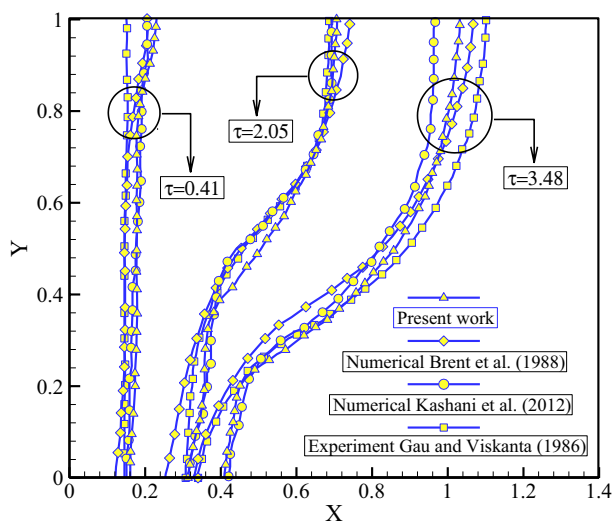 1
0.8
0.6
0.4
0.2
0
Y
τ=0.41
τ=2.05
τ=3.48
Present work
Numerical Brent et al. (1988)
Numerical Kashani et al. (2012)
Experiment Gau and Viskanta (1986)
0 0.2 0.4 0.6 0.8 1 1.2 1.4
X